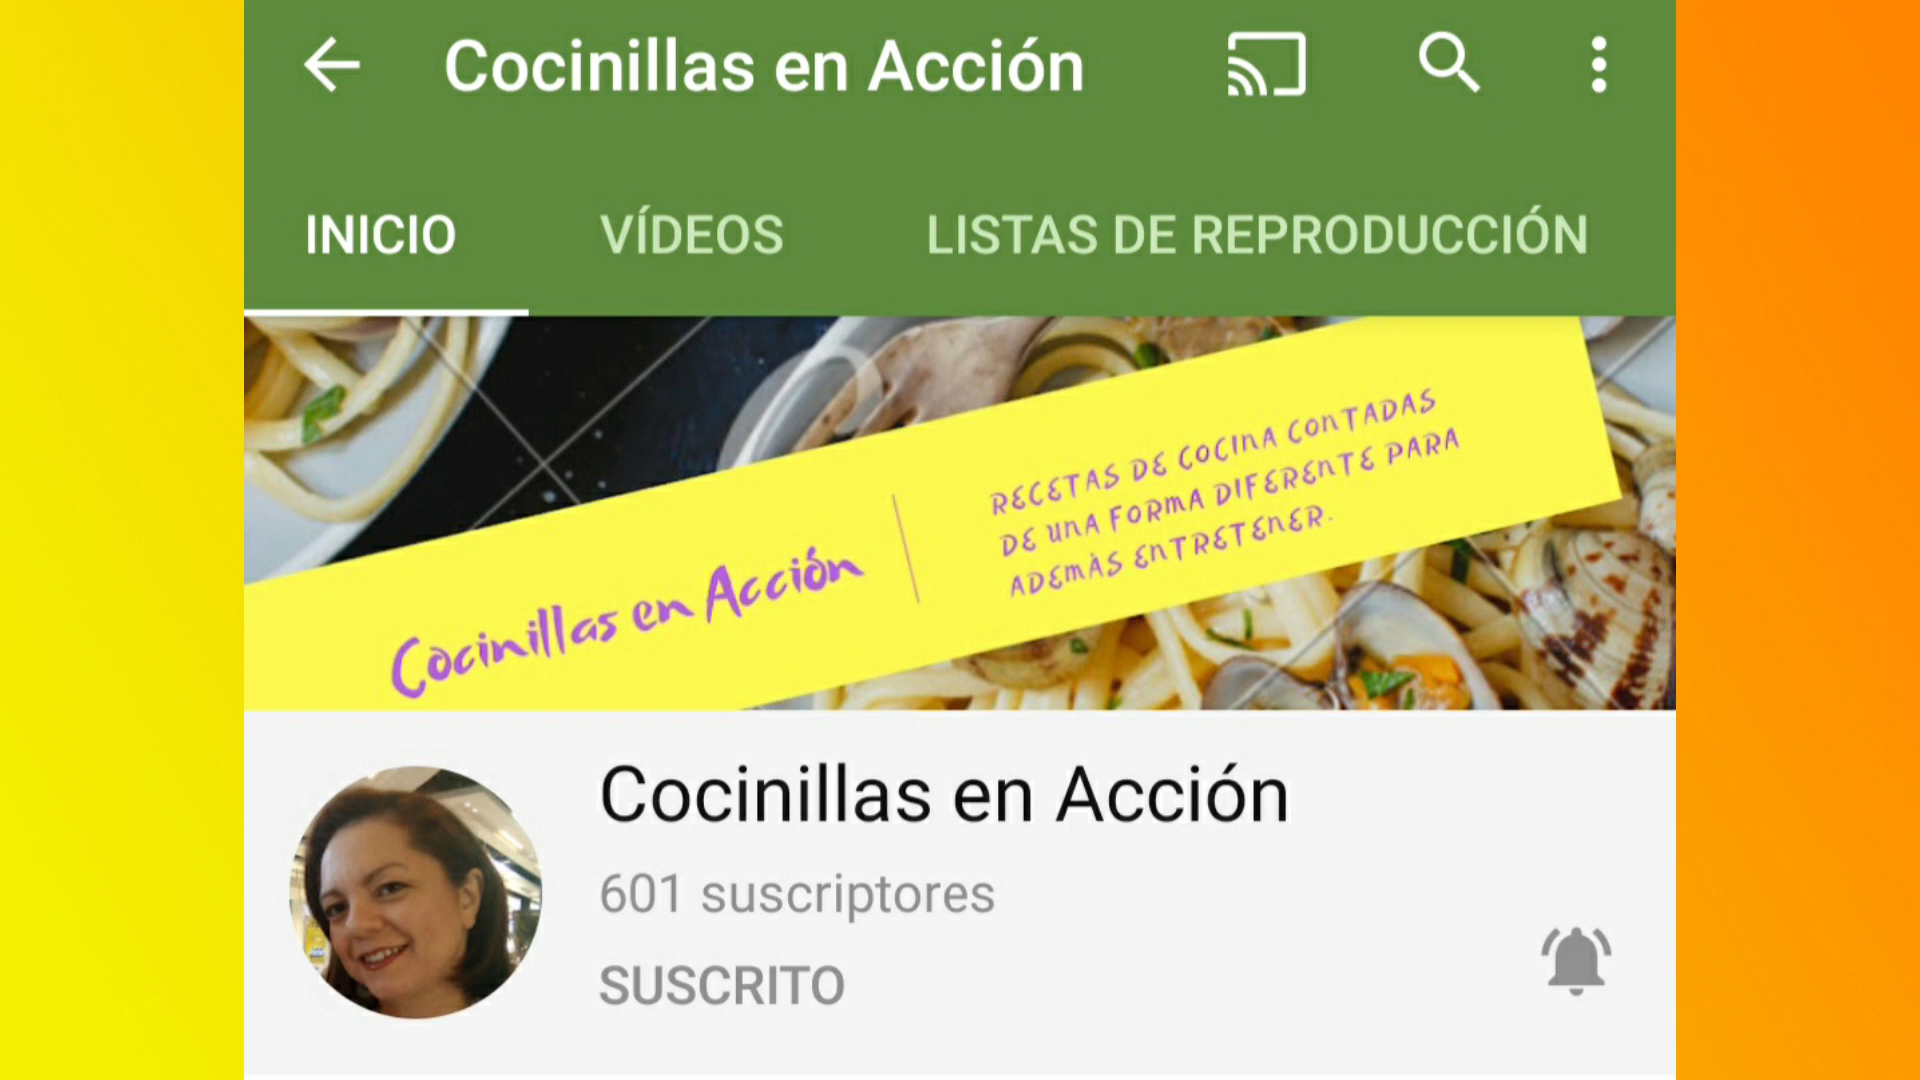 Cocinillas en Acción
INICIO
VÍDEOS
LISTAS DE REPRODUCCIÓN
Cocinillas en Acción
RECETAS DE COCINA CONTADAS
DE UNA FORMA DIFERENTE PARA
ADEMÀS ENTRETENER.
Cocinillas en Acción
601 suscriptores
SUSCRITO